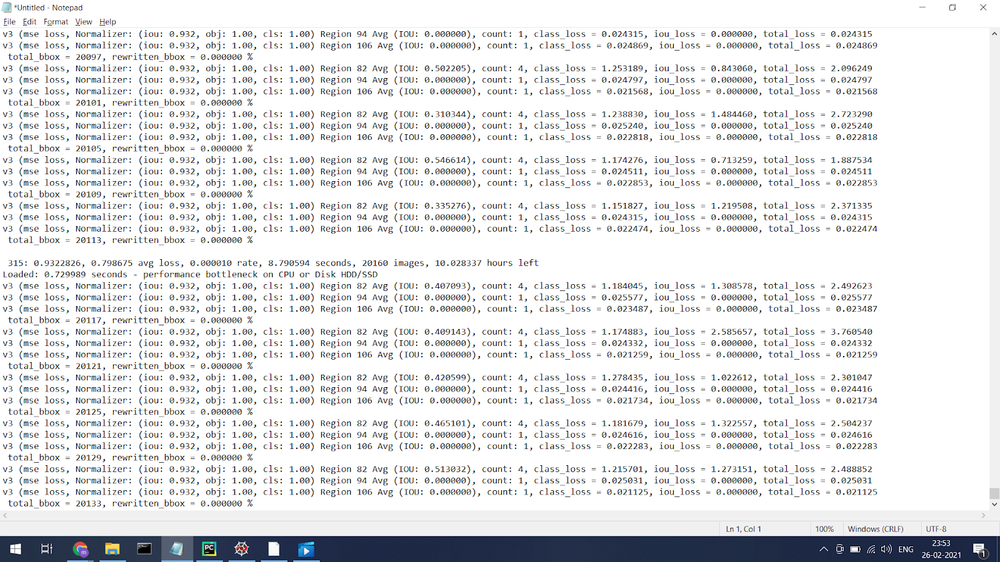 *Untitled - Notepad
File Edit Format View Help
v3 (mse loss, Normalizer: (iou: 0.932, obj: 1.00, cls: 1.00) Region 94 Avg (IOU: 0.000000), count: 1, class_loss = 0.024315, iou_loss = 0.000000, total_loss = 0.024315
v3 (mse loss, Normalizer: (iou: 0.932, obj: 1.00, cls: 1.00) Region 106 Avg (IOU: 0.000000), count: 1, class_loss = 0.024869, iou_loss = 0.000000, total_loss = 0.024869
total_bbox = 20097, rewritten_bbox = 0.000000 %
v3 (mse loss, Normalizer: (iou: 0.932, obj: 1.00, cls: 1.00) Region 82 Avg (IOU: 0.502205), count: 4, class_loss = 1.253189, iou_loss = 0.843060, total_loss = 2.096249
v3 (mse loss, Normalizer: (iou: 0.932, obj: 1.00, cls: 1.00) Region 94 Avg (IOU: 0.000000), count: 1, class_loss = 0.024797, iou_loss = 0.000000, total_loss = 0.024797
v3 (mse loss, Normalizer: (iou: 0.932, obj: 1.00, cls: 1.00) Region 106 Avg (IOU: 0.000000), count: 1, class_loss = 0.021568, iou_loss = 0.000000, total_loss = 0.021568
total_bbox = 20101, rewritten_bbox = 0.000000 %
v3 (mse loss, Normalizer: (iou: 0.932, obj: 1.00, cls: 1.00) Region 82 Avg (IOU: 0.310344), count: 4, class_loss = 1.238830, iou_loss = 1.484460, total_loss = 2.723290
v3 (mse loss, Normalizer: (iou: 0.932, obj: 1.00, cls: 1.00) Region 94 Avg (IOU: 0.000000), count: 1, class_loss = 0.025240, iou_loss = 0.000000, total_loss = 0.025240
v3 (mse loss, Normalizer: (iou: 0.932, obj: 1.00, cls: 1.00) Region 106 Avg (IOU: 0.000000), count: 1, class_loss = 0.022818, iou_loss = 0.000000, total_loss = 0.022818
total_bbox = 20105, rewritten_bbox = 0.000000 %
v3 (mse loss, Normalizer: (iou: 0.932, obj: 1.00, cls: 1.00) Region 82 Avg (IOU: 0.546614), count: 4, class_loss = 1.174276, iou_loss = 0.713259, total_loss = 1.887534
v3 (mse loss, Normalizer: (iou: 0.932, obj: 1.00, cls: 1.00) Region 94 Avg (IOU: 0.000000), count: 1, class_loss = 0.024511, iou_loss = 0.000000, total_loss = 0.024511
v3 (mse loss, Normalizer: (iou: 0.932, obj: 1.00, cls: 1.00) Region 106 Avg (IOU: 0.000000), count: 1, class_loss = 0.022853, iou_loss = 0.000000, total_loss = 0.022853
total_bbox = 20109, rewritten_bbox = 0.000000 %
v3 (mse loss, Normalizer: (iou: 0.932, obj: 1.00, cls: 1.00) Region 82 Avg (IOU: 0.335276), count: 4, class_loss = 1.151827, iou_loss = 1.219508, total_loss = 2.371335
v3 (mse loss, Normalizer: (iou: 0.932, obj: 1.00, cls: 1.00) Region 94 Avg (IOU: 0.000000), count: 1, class_loss = 0.024315, iou_loss = 0.000000, total_loss = 0.024315
v3 (mse loss, Normalizer: (iou: 0.932, obj: 1.00, cls: 1.00) Region 106 Avg (IOU: 0.000000), count: 1, class_loss = 0.022474, iou_loss = 0.000000, total_loss = 0.022474
total_bbox = 20113, rewritten_bbox = 0.000000 %
315: 0.9322826, 0.798675 avg loss, 0.000010 rate, 8.790594 seconds, 20160 images, 10.028337 hours left
Loaded: 0.729989 seconds - performance bottleneck on CPU or Disk HDD/SSD
v3 (mse loss, Normalizer: (iou: 0.932, obj: 1.00, cls: 1.00) Region 82 Avg (IOU: 0.407093), count: 4, class_loss = 1.184045, iou_loss = 1.308578, total_loss = 2.492623
v3 (mse loss, Normalizer: (iou: 0.932, obj: 1.00, cls: 1.00) Region 94 Avg (IOU: 0.000000), count: 1, class_loss = 0.025577, iou_loss = 0.000000, total_loss = 0.025577
v3 (mse loss, Normalizer: (iou: 0.932, obj: 1.00, cls: 1.00) Region 106 Avg (IOU: 0.000000), count: 1, class_loss = 0.023487, iou_loss = 0.000000, total_loss = 0.023487
total_bbox = 20117, rewritten_bbox = 0.000000 %
v3 (mse loss, Normalizer: (iou: 0.932, obj: 1.00, cls: 1.00) Region 82 Avg (IOU: 0.409143), count: 4, class_loss = 1.174883, iou_loss = 2.585657, total_loss = 3.760540
v3 (mse loss, Normalizer: (iou: 0.932, obj: 1.00, cls: 1.00) Region 94 Avg (IOU: 0.000000), count: 1, class_loss = 0.024332, iou_loss = 0.000000, total_loss = 0.024332
v3 (mse loss, Normalizer: (iou: 0.932, obj: 1.00, cls: 1.00) Region 106 Avg (IOU: 0.000000), count: 1, class_loss = 0.021259, iou_loss = 0.000000, total_loss = 0.021259
total_bbox = 20121, rewritten_bbox = 0.000000 %
v3 (mse loss, Normalizer: (iou: 0.932, obj: 1.00, cls: 1.00) Region 82 Avg (IOU: 0.420599), count: 4, class_loss = 1.278435, iou_loss = 1.022612, total_loss = 2.301047
v3 (mse loss, Normalizer: (iou: 0.932, obj: 1.00, cls: 1.00) Region 94 Avg (IOU: 0.000000), count: 1, class_loss = 0.024416, iou_loss = 0.000000, total_loss = 0.024416
v3 (mse loss, Normalizer: (iou: 0.932, obj: 1.00, cls: 1.00) Region 106 Avg (IOU: 0.000000), count: 1, class_loss = 0.021734, iou_loss = 0.000000, total_loss = 0.021734
total_bbox = 20125, rewritten_bbox = 0.000000 %
v3 (mse loss, Normalizer: (iou: 0.932, obj: 1.00, cls: 1.00) Region 82 Avg (IOU: 0.465101), count: 4, class_loss = 1.181679, iou_loss = 1.322557, total_loss = 2.504237
v3 (mse loss, Normalizer: (iou: 0.932, obj: 1.00, cls: 1.00) Region 94 Avg (IOU: 0.000000), count: 1, class_loss = 0.024616, iou_loss = 0.000000, total_loss = 0.024616
v3 (mse loss, Normalizer: (iou: 0.932, obj: 1.00, cls: 1.00) Region 106 Avg (IOU: 0.000000), count: 1, class_loss = 0.022283, iou_loss = 0.000000, total_loss = 0.022283
total_bbox = 20129, rewritten_bbox = 0.000000 %
v3 (mse loss, Normalizer: (iou: 0.932, obj: 1.00, cls: 1.00) Region 82 Avg (IOU: 0.513032), count: 4, class_loss = 1.215701, iou_loss = 1.273151, total_loss = 2.488852
v3 (mse loss, Normalizer: (iou: 0.932, obj: 1.00, cls: 1.00) Region 94 Avg (IOU: 0.000000), count: 1, class_loss = 0.025031, iou_loss = 0.000000, total_loss = 0.025031
v3 (mse loss, Normalizer: (iou: 0.932, obj: 1.00, cls: 1.00) Region 106 Avg (IOU: 0.000000), count: 1, class_loss = 0.021125, iou_loss = 0.000000, total_loss = 0.021125
total_bbox = 20133, rewritten_bbox = 0.000000 %
Ln 1, Col 1 100% Windows (CRLF) UTF-8
m PC ENG 23:53
26-02-2021 1